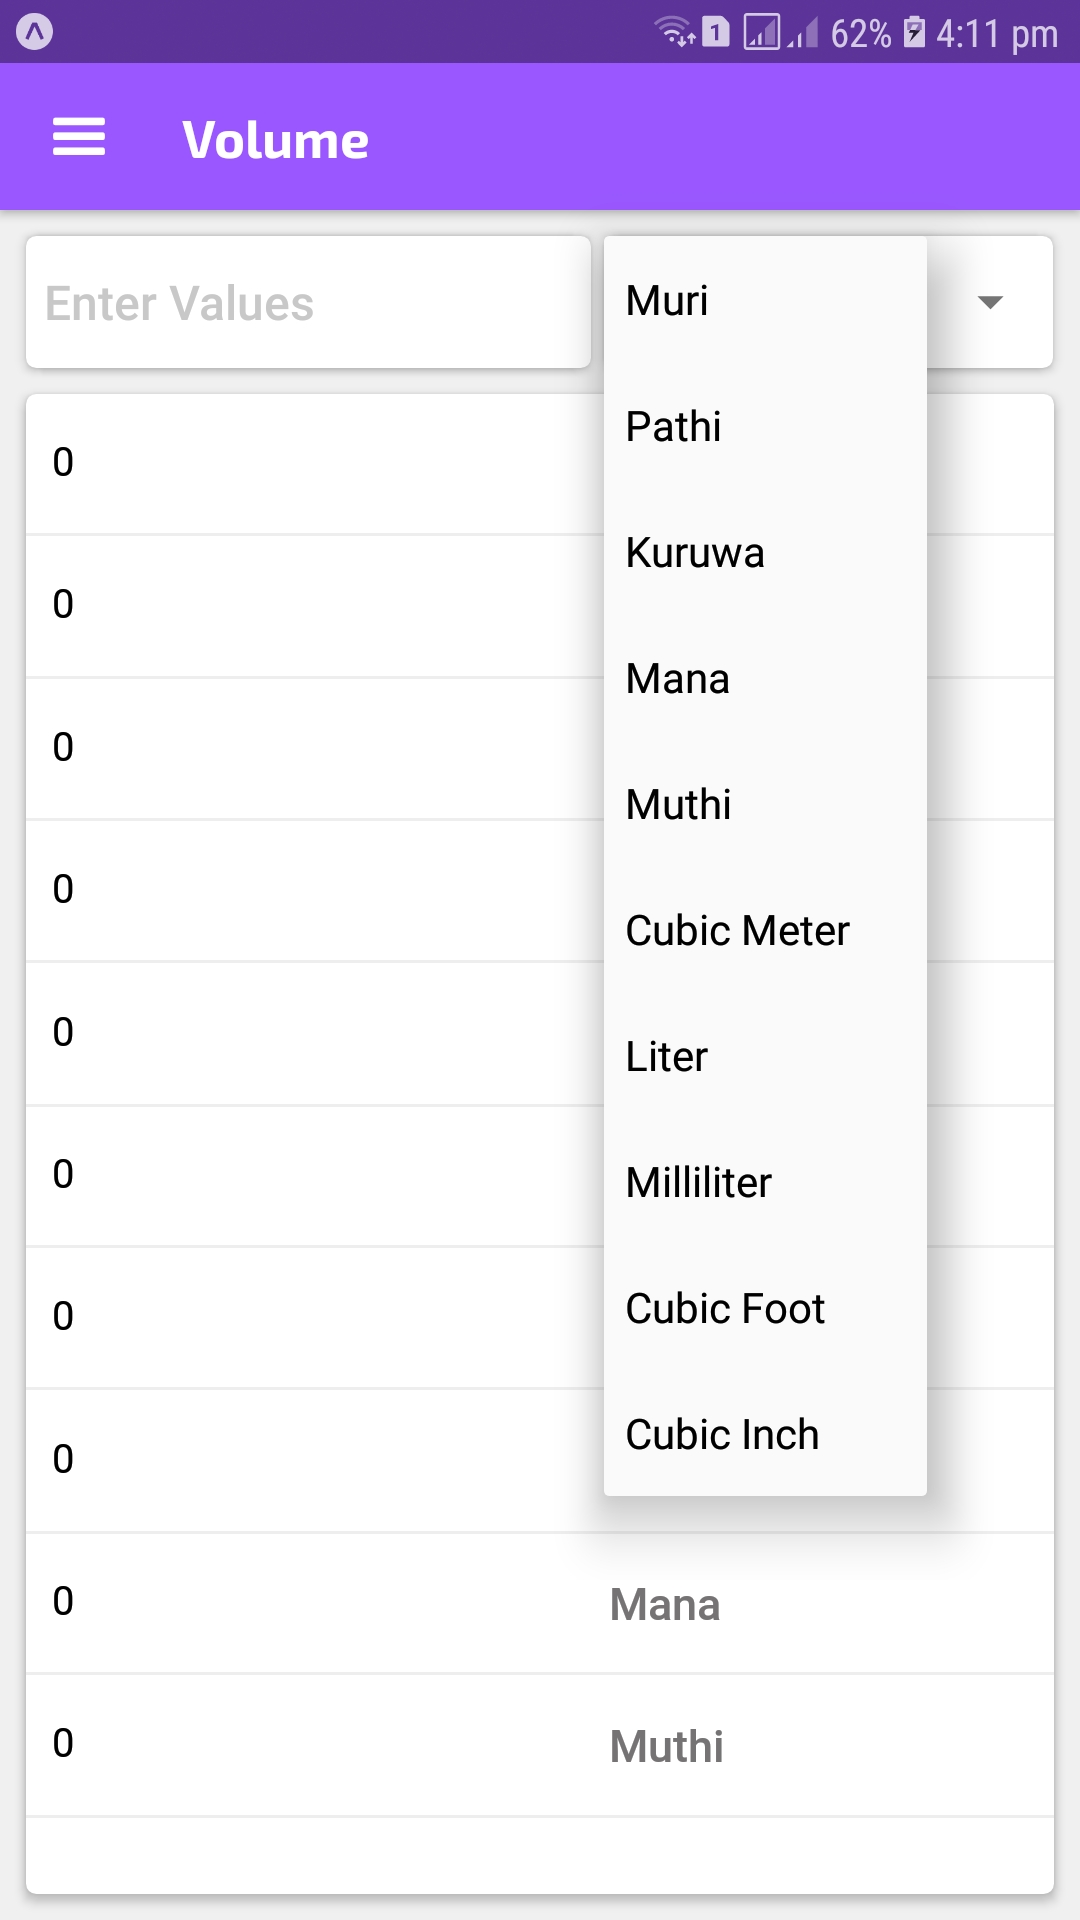 1 62% 4:11 pm
Volume
Enter Values
Muri
Pathi
Kuruwa
Mana
Muthi
Cubic Meter
Liter
Milliliter
Cubic Foot
Cubic Inch
0
0
0
0
0
0
0
0
0 Mana
0 Muthi